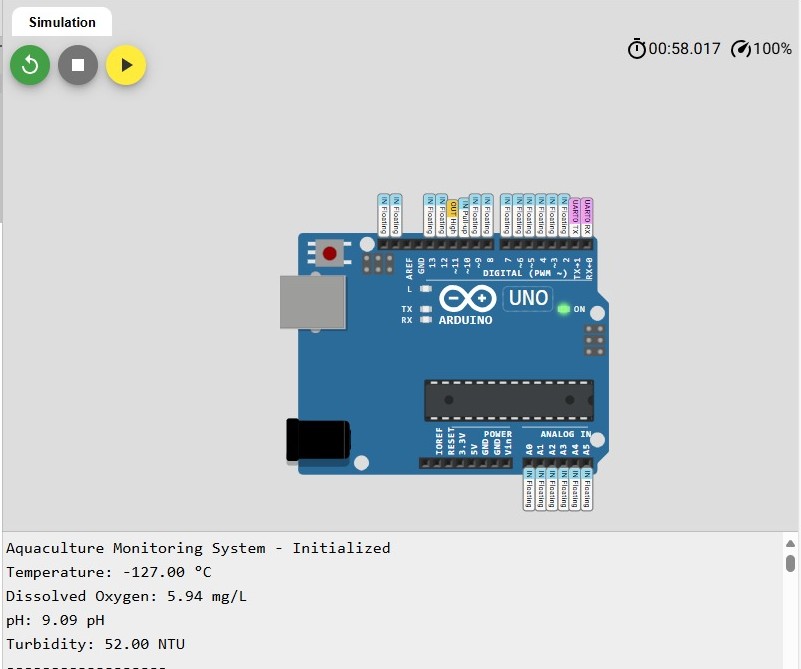 Simulation
00:58.017 100%
IN Floating
IN Floating
IN Floating
IN Floating
OUT High
IN Pull up
IN Floating
IN Floating
IN Floating
IN Floating
IN Floating
IN Floating
IN Floating
IN Floating
UART0 TX
UART0 RX
AREF
GND
13
12
~11
~10
~9
8
7
~6
~5
4
~3
2
TX→1
RX←0
DIGITAL (PWM ~)
L
TX
RX
UNO
ON
ARDUINO
POWER
ANALOG IN
IOREF
RESET
3.3V
5V
GND
GND
Vin
A0
A1
A2
A3
A4
A5
IN Floating
IN Floating
IN Floating
IN Floating
IN Floating
IN Floating
Aquaculture Monitoring System - Initialized
Temperature: -127.00 °C
Dissolved Oxygen: 5.94 mg/L
pH: 9.09 pH
Turbidity: 52.00 NTU
-------------------